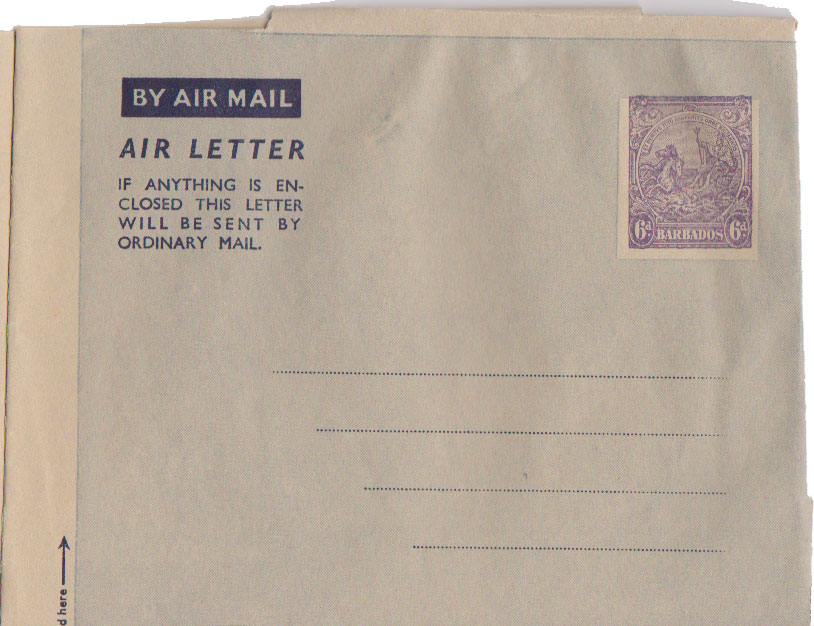 BY AIR MAIL
AIR LETTER
IF ANYTHING IS EN-
CLOSED THIS LETTER
WILL BE SENT BY
ORDINARY MAIL.
6d. BARBADOS 6d.
d here